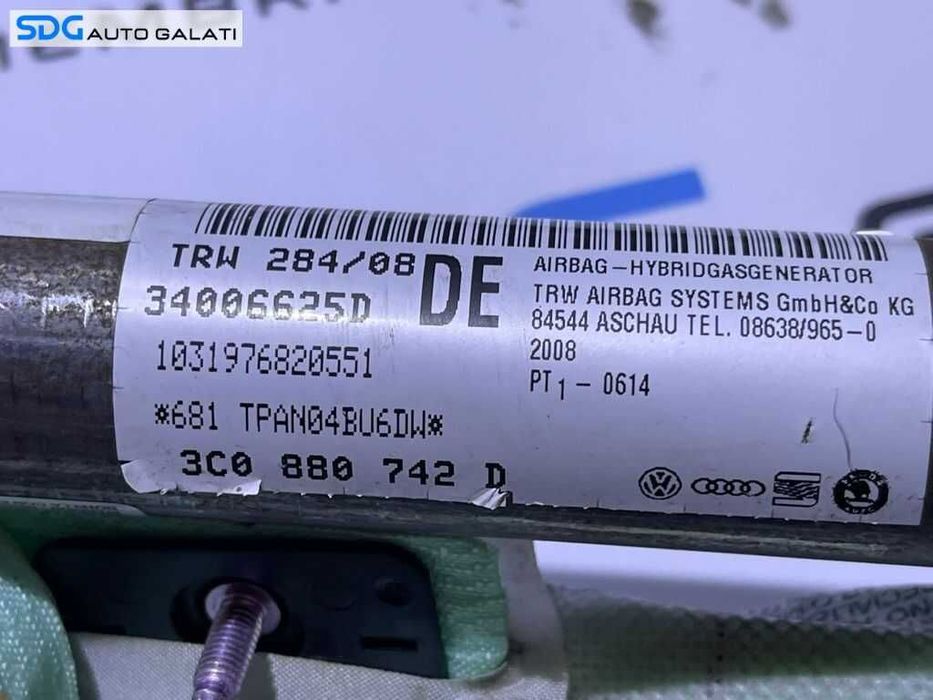 SDG AUTO GALATI
TRW 284/08
34006625D
DE
1031976820551
*681 TPAN04BU6DW*
3C0 880 742 D
AIRBAG-HYBRIDGASGENERATOR
TRW AIRBAG SYSTEMS GmbH&Co KG
84544 ASCHAU TEL. 08638/965-0
2008
PT1 - 0614